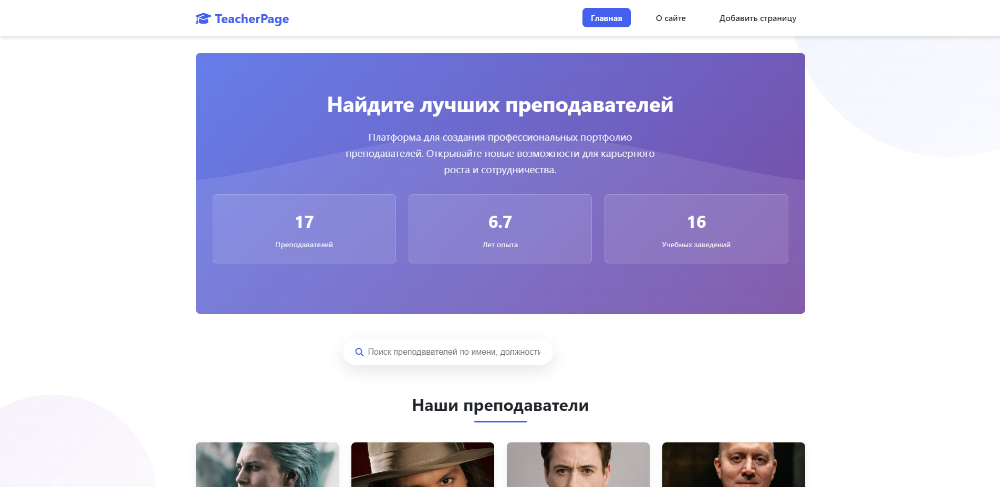 TeacherPage
Главная
О сайте
Добавить страницу
Найдите лучших преподавателей
Платформа для создания профессиональных портфолио
преподавателей. Открывайте новые возможности для карьерного
роста и сотрудничества.
17
Преподавателей
6.7
Лет опыта
16
Учебных заведений
Поиск преподавателей по имени, должности
Наши преподаватели